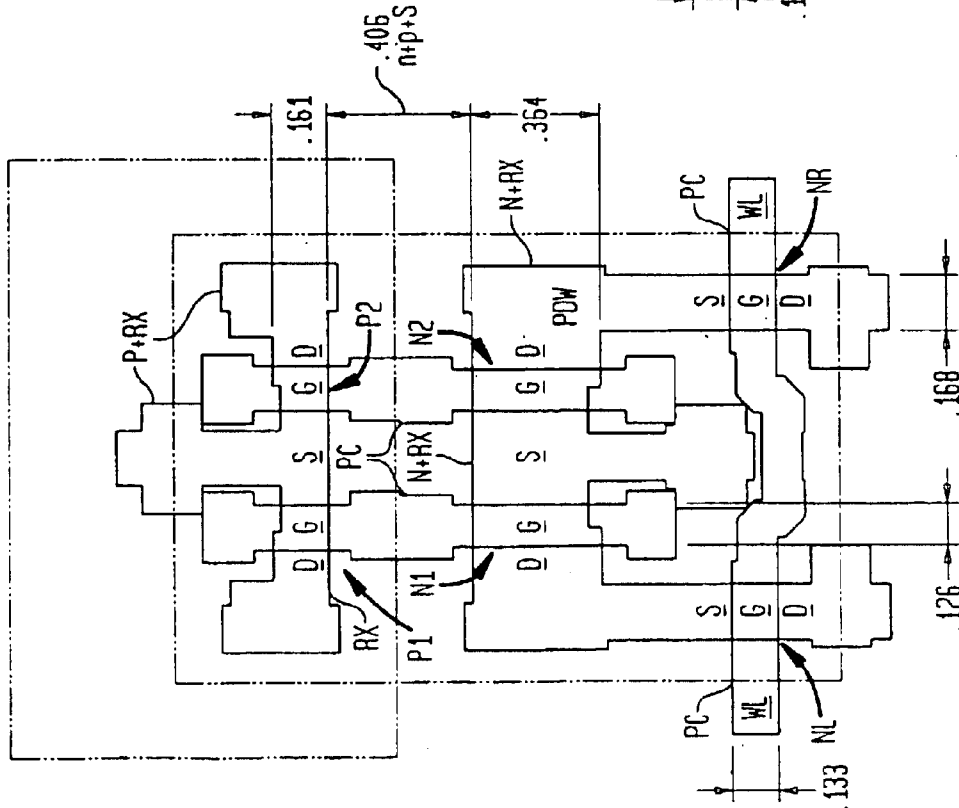 .1
.406
n+p+S
.161
.364
P+RX
N+RX
P2
N2
D
G
S
G
D
PC
N+RX
D
G
S
G
D
PDW
RX
P1
N1
PC
WL
NR
S
G
D
S
G
D
PC
WL
NL
.168
.126
.133